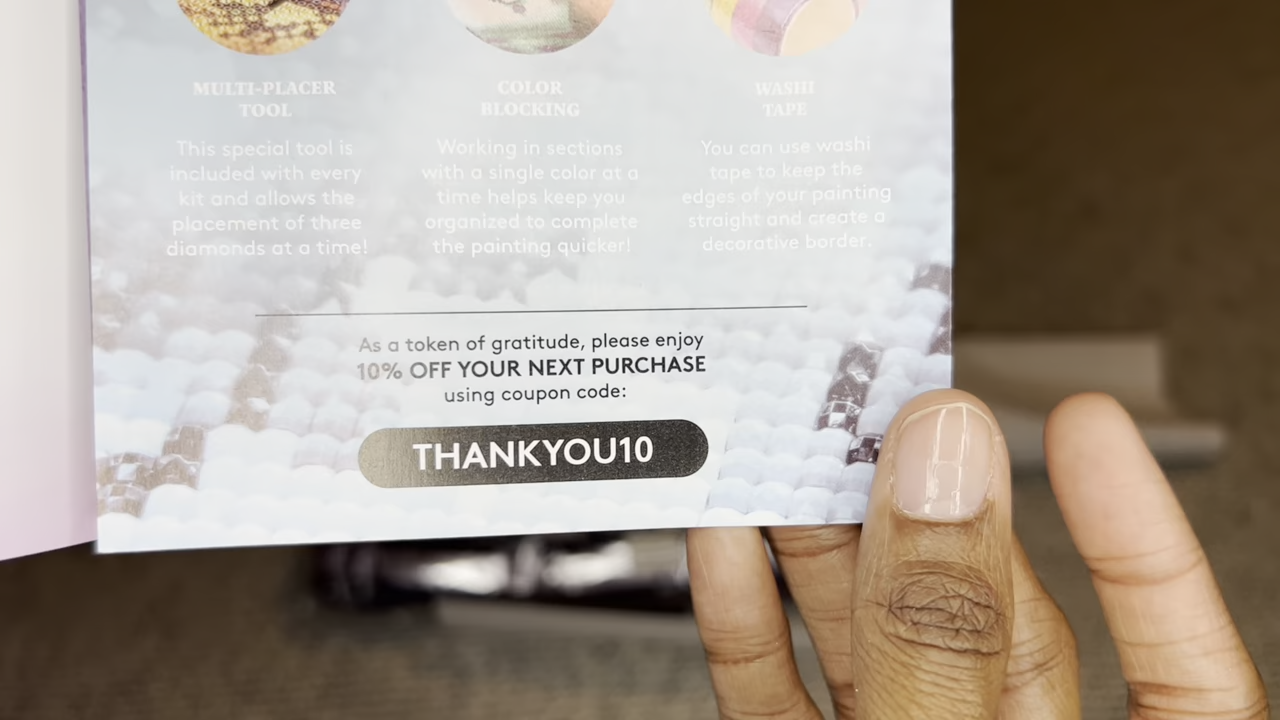 MULTI-PLACER
TOOL
This special tool is
included with every
kit and allows the
placement of three
diamonds at a time!
COLOR
BLOCKING
Working in sections
with a single color at a
time helps keep you
organized to complete
the painting quicker!
WASHI
TAPE
You can use washi
tape to keep the
edges of your painting
straight and create a
decorative border.
As a token of gratitude, please enjoy
10% OFF YOUR NEXT PURCHASE
using coupon code:
THANKYOU10